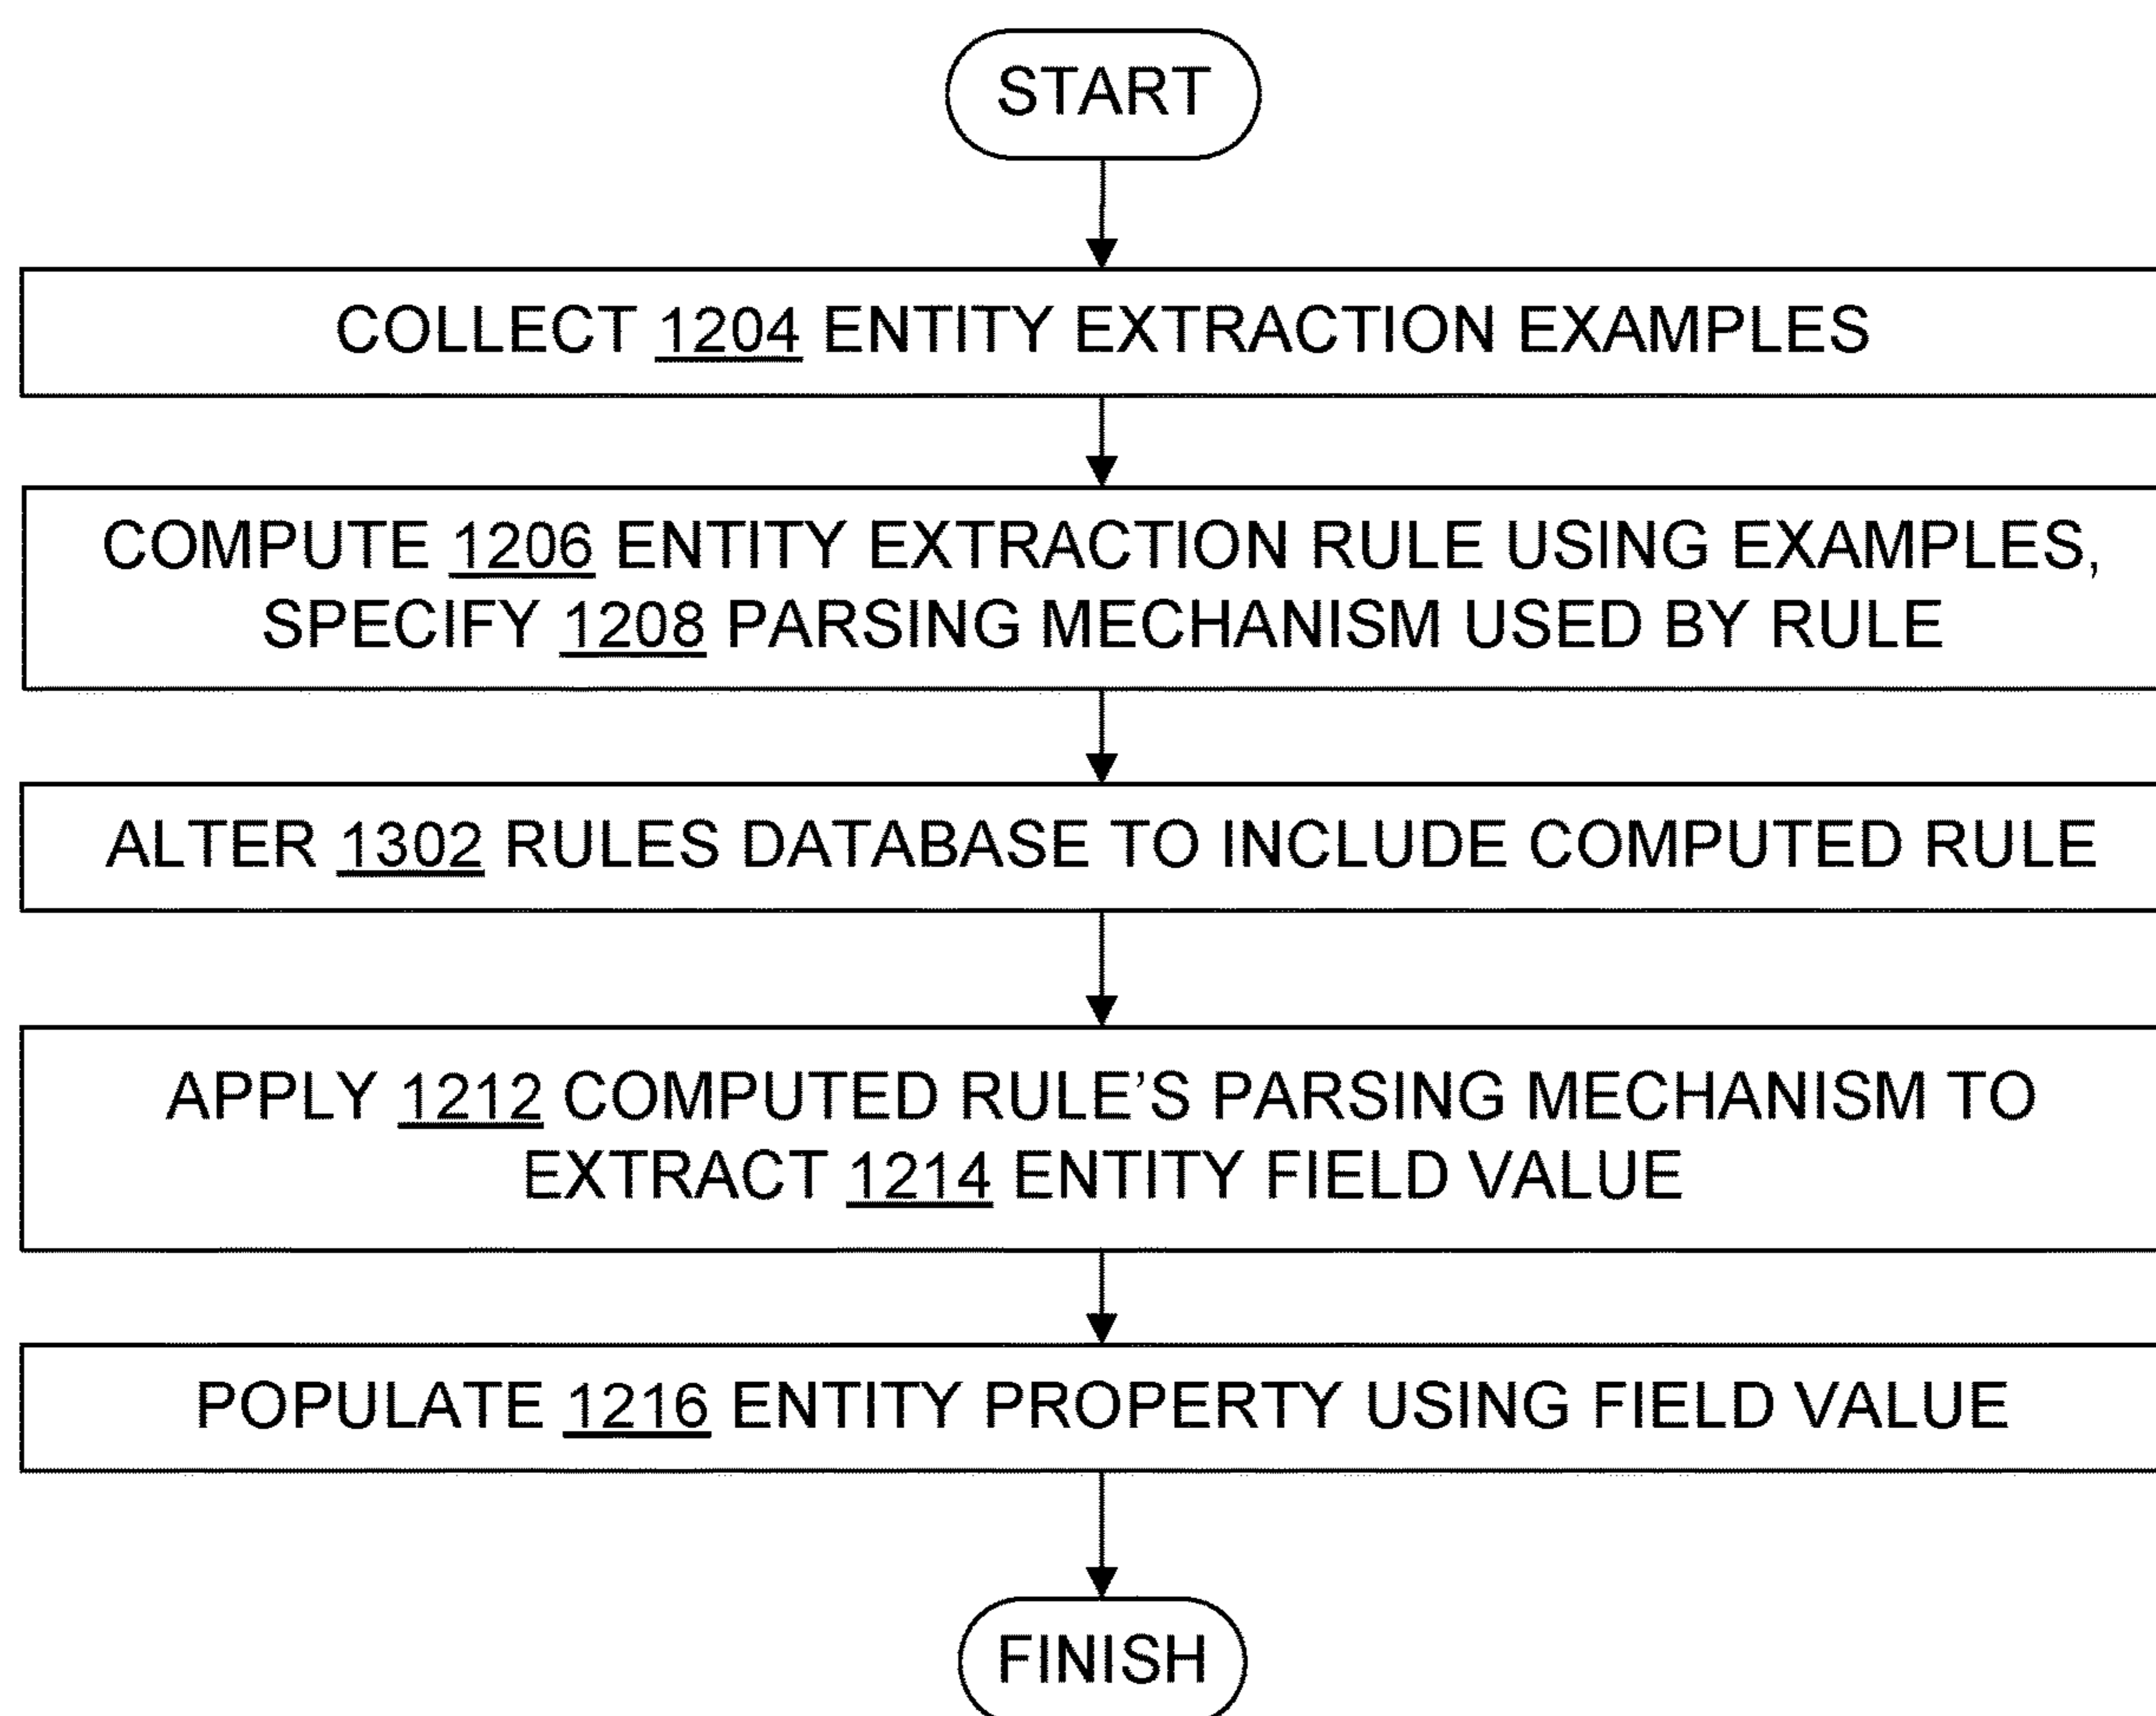 START
COLLECT 1204 ENTITY EXTRACTION EXAMPLES
COMPUTE 1206 ENTITY EXTRACTION RULE USING EXAMPLES,
SPECIFY 1208 PARSING MECHANISM USED BY RULE
ALTER 1302 RULES DATABASE TO INCLUDE COMPUTED RULE
APPLY 1212 COMPUTED RULE’S PARSING MECHANISM TO
EXTRACT 1214 ENTITY FIELD VALUE
POPULATE 1216 ENTITY PROPERTY USING FIELD VALUE
FINISH